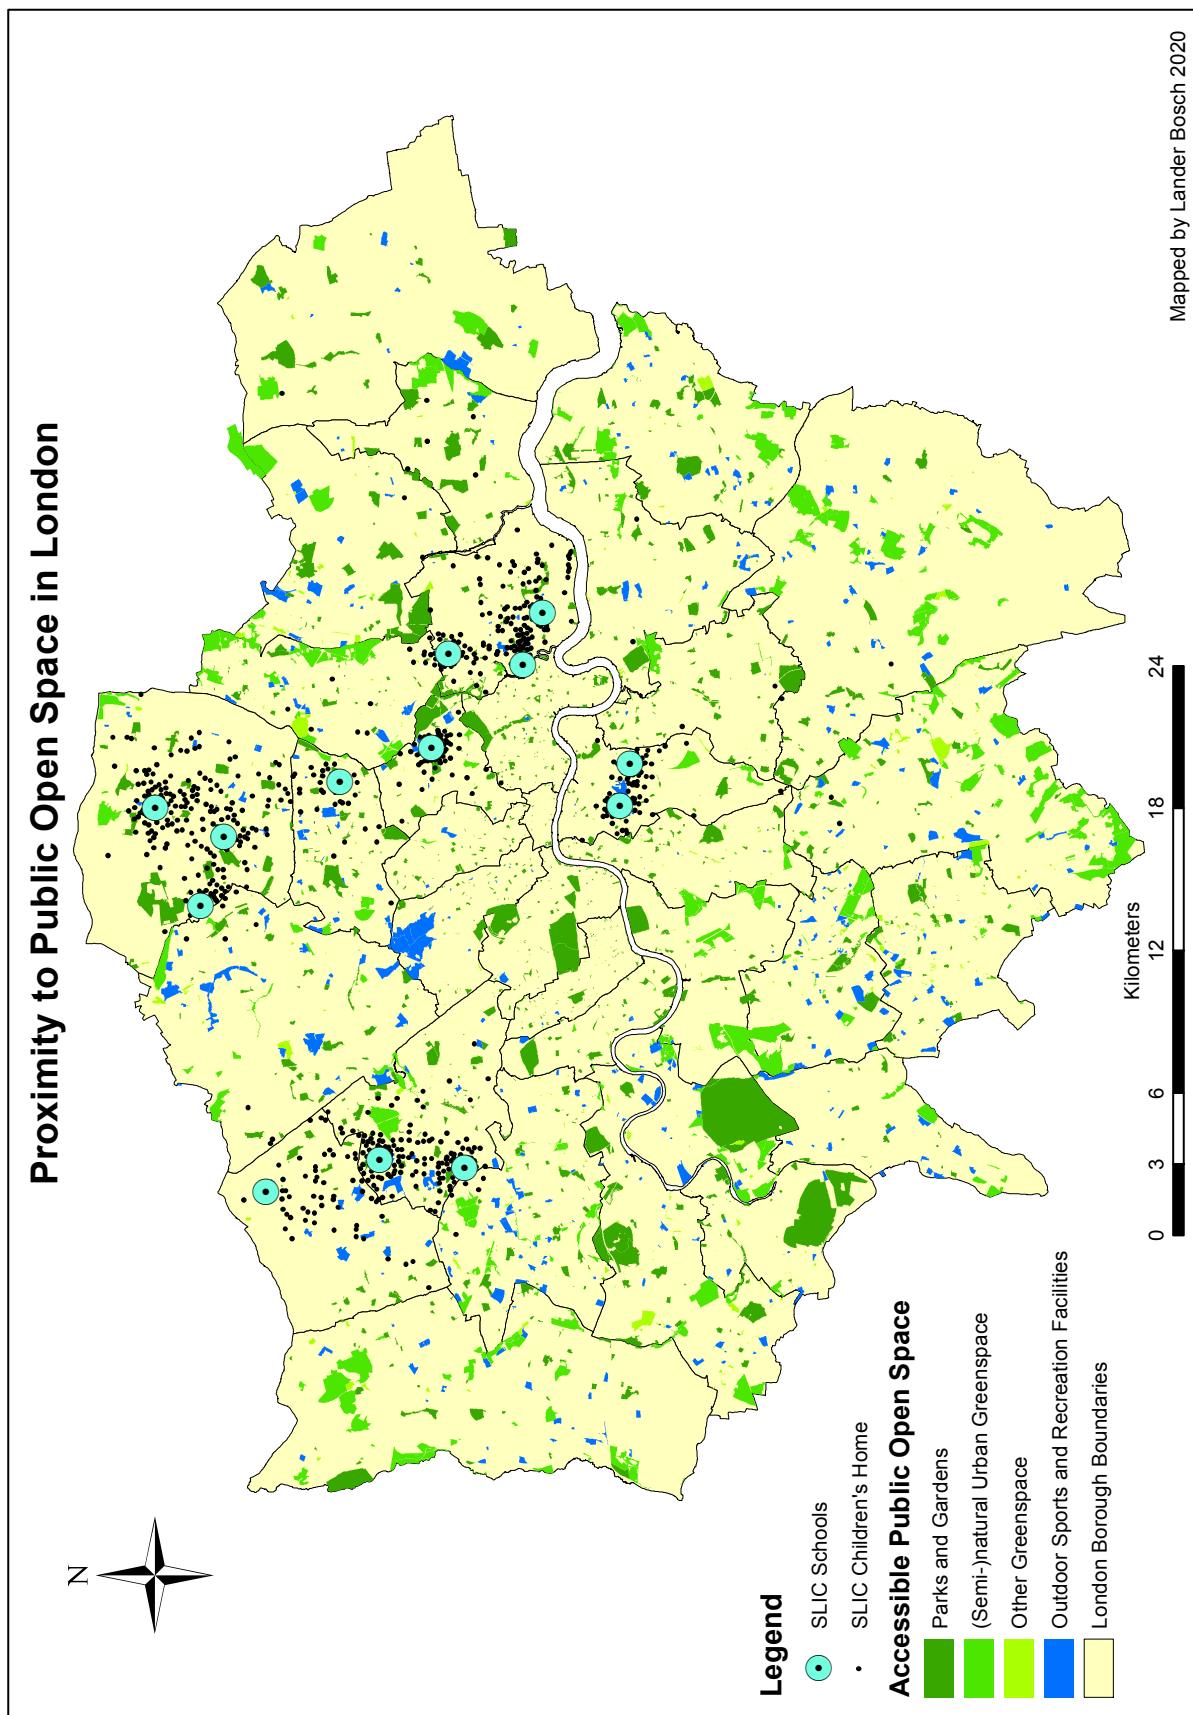 Proximity to Public Open Space in London
N
Legend
SLIC Schools
SLIC Children's Home
Accessible Public Open Space
Parks and Gardens
(Semi-)natural Urban Greenspace
Other Greenspace
Outdoor Sports and Recreation Facilities
London Borough Boundaries
0 3 6 12 18 24
Kilometers
Mapped by Lander Bosch 2020